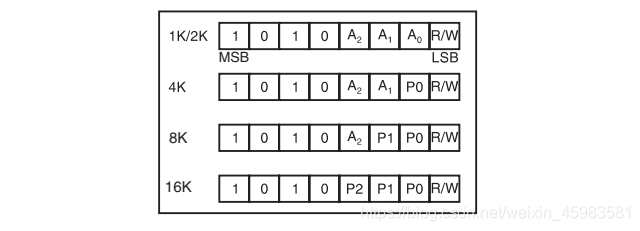 1K/2K 1 0 1 0 A2 A1 A0 R/W
MSB LSB
4K 1 0 1 0 A2 A1 P0 R/W
8K 1 0 1 0 A2 P1 P0 R/W
16K 1 0 1 0 P2 P1 P0 R/W
https://blog.csdn.net/weixin_45983581